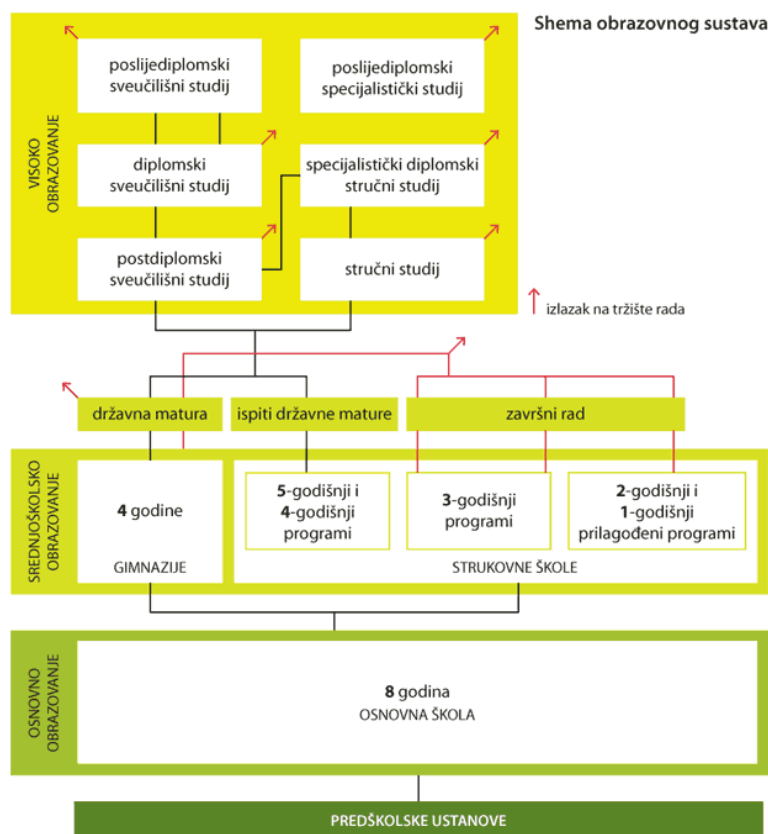 Shema obrazovnog sustava
VISOKO
OBRAZOVANJE
poslijediplomski
sveučilišni studij
poslijediplomski
specijalistički studij
diplomski
sveučilišni studij
specijalistički diplomski
stručni studij
postdiplomski
sveučilišni studij
stručni studij
izlazak na tržište rada
državna matura
ispiti državne mature
završni rad
SREDNJOŠKOLSKO
OBRAZOVANJE
4 godine
GIMNAZIJE
5-godišnji i
4-godišnji
programi
3-godišnji
programi
2-godišnji i
1-godišnji
prilagođeni programi
STRUKOVNE ŠKOLE
OSNOVNO
OBRAZOVANJE
8 godina
OSNOVNA ŠKOLA
PREDŠKOLSKE USTANOVE